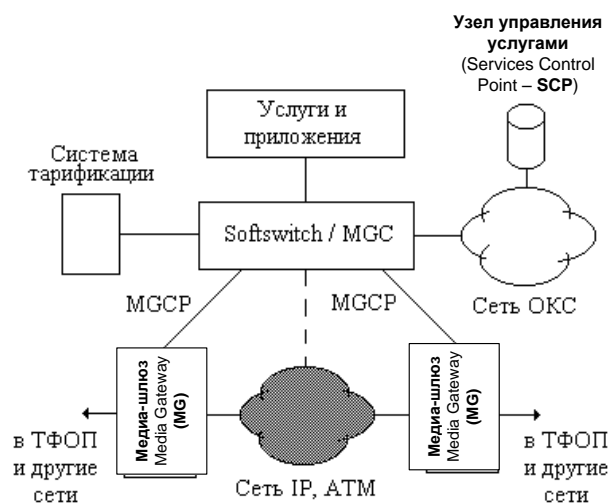 Узел управления
услугами
(Services Control
Point – SCP)
Услуги и
приложения
Система
тарификации
Softswitch / MGC
Сеть ОКС
MGCP
MGCP
Медиа-шлюз
Media Gateway
(MG)
Медиа-шлюз
Media Gateway
(MG)
в ТФОП
и другие
сети
Сеть IP, ATM
в ТФОП
и другие
сети